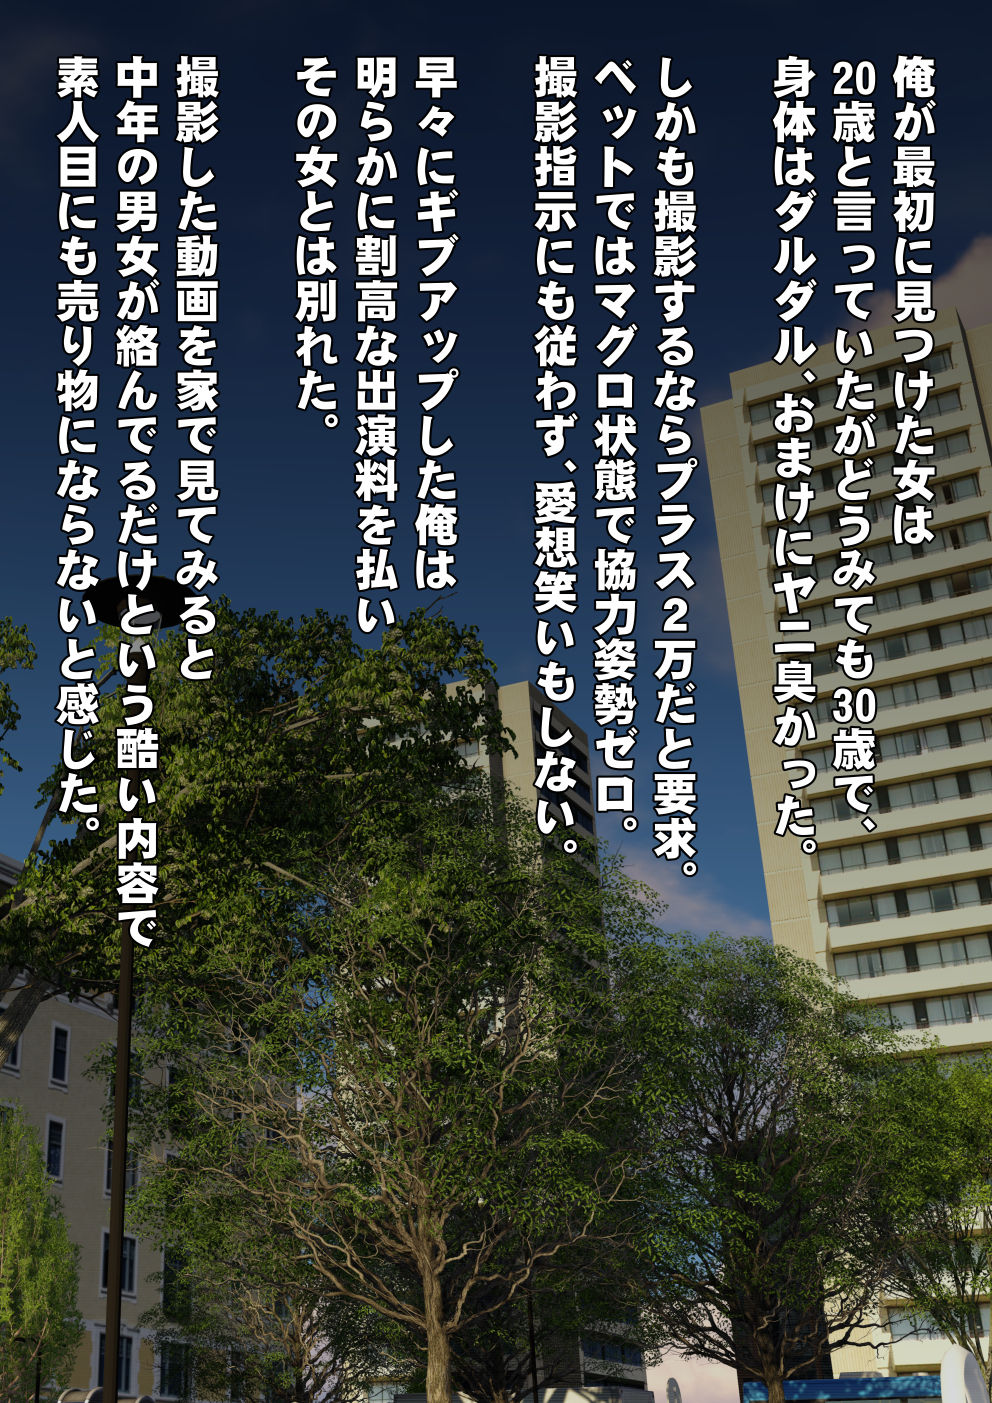 俺が最初に見つけた女は
20歳と言っていたがどうみても30歳で、
身体はダルダル、おまけにヤニ臭かった。
しかも撮影するならプラス2万だと要求。
ベットではマグロ状態で協力姿勢ゼロ。
撮影指示にも従わず、愛想笑いもしない。
早々にギブアップした俺は
明らかに割高な出演料を払い
その女とは別れた。
撮影した動画を家で見てみると
中年の男女が絡んでるだけという酷い内容で
素人目にも売り物にならないと感じた。